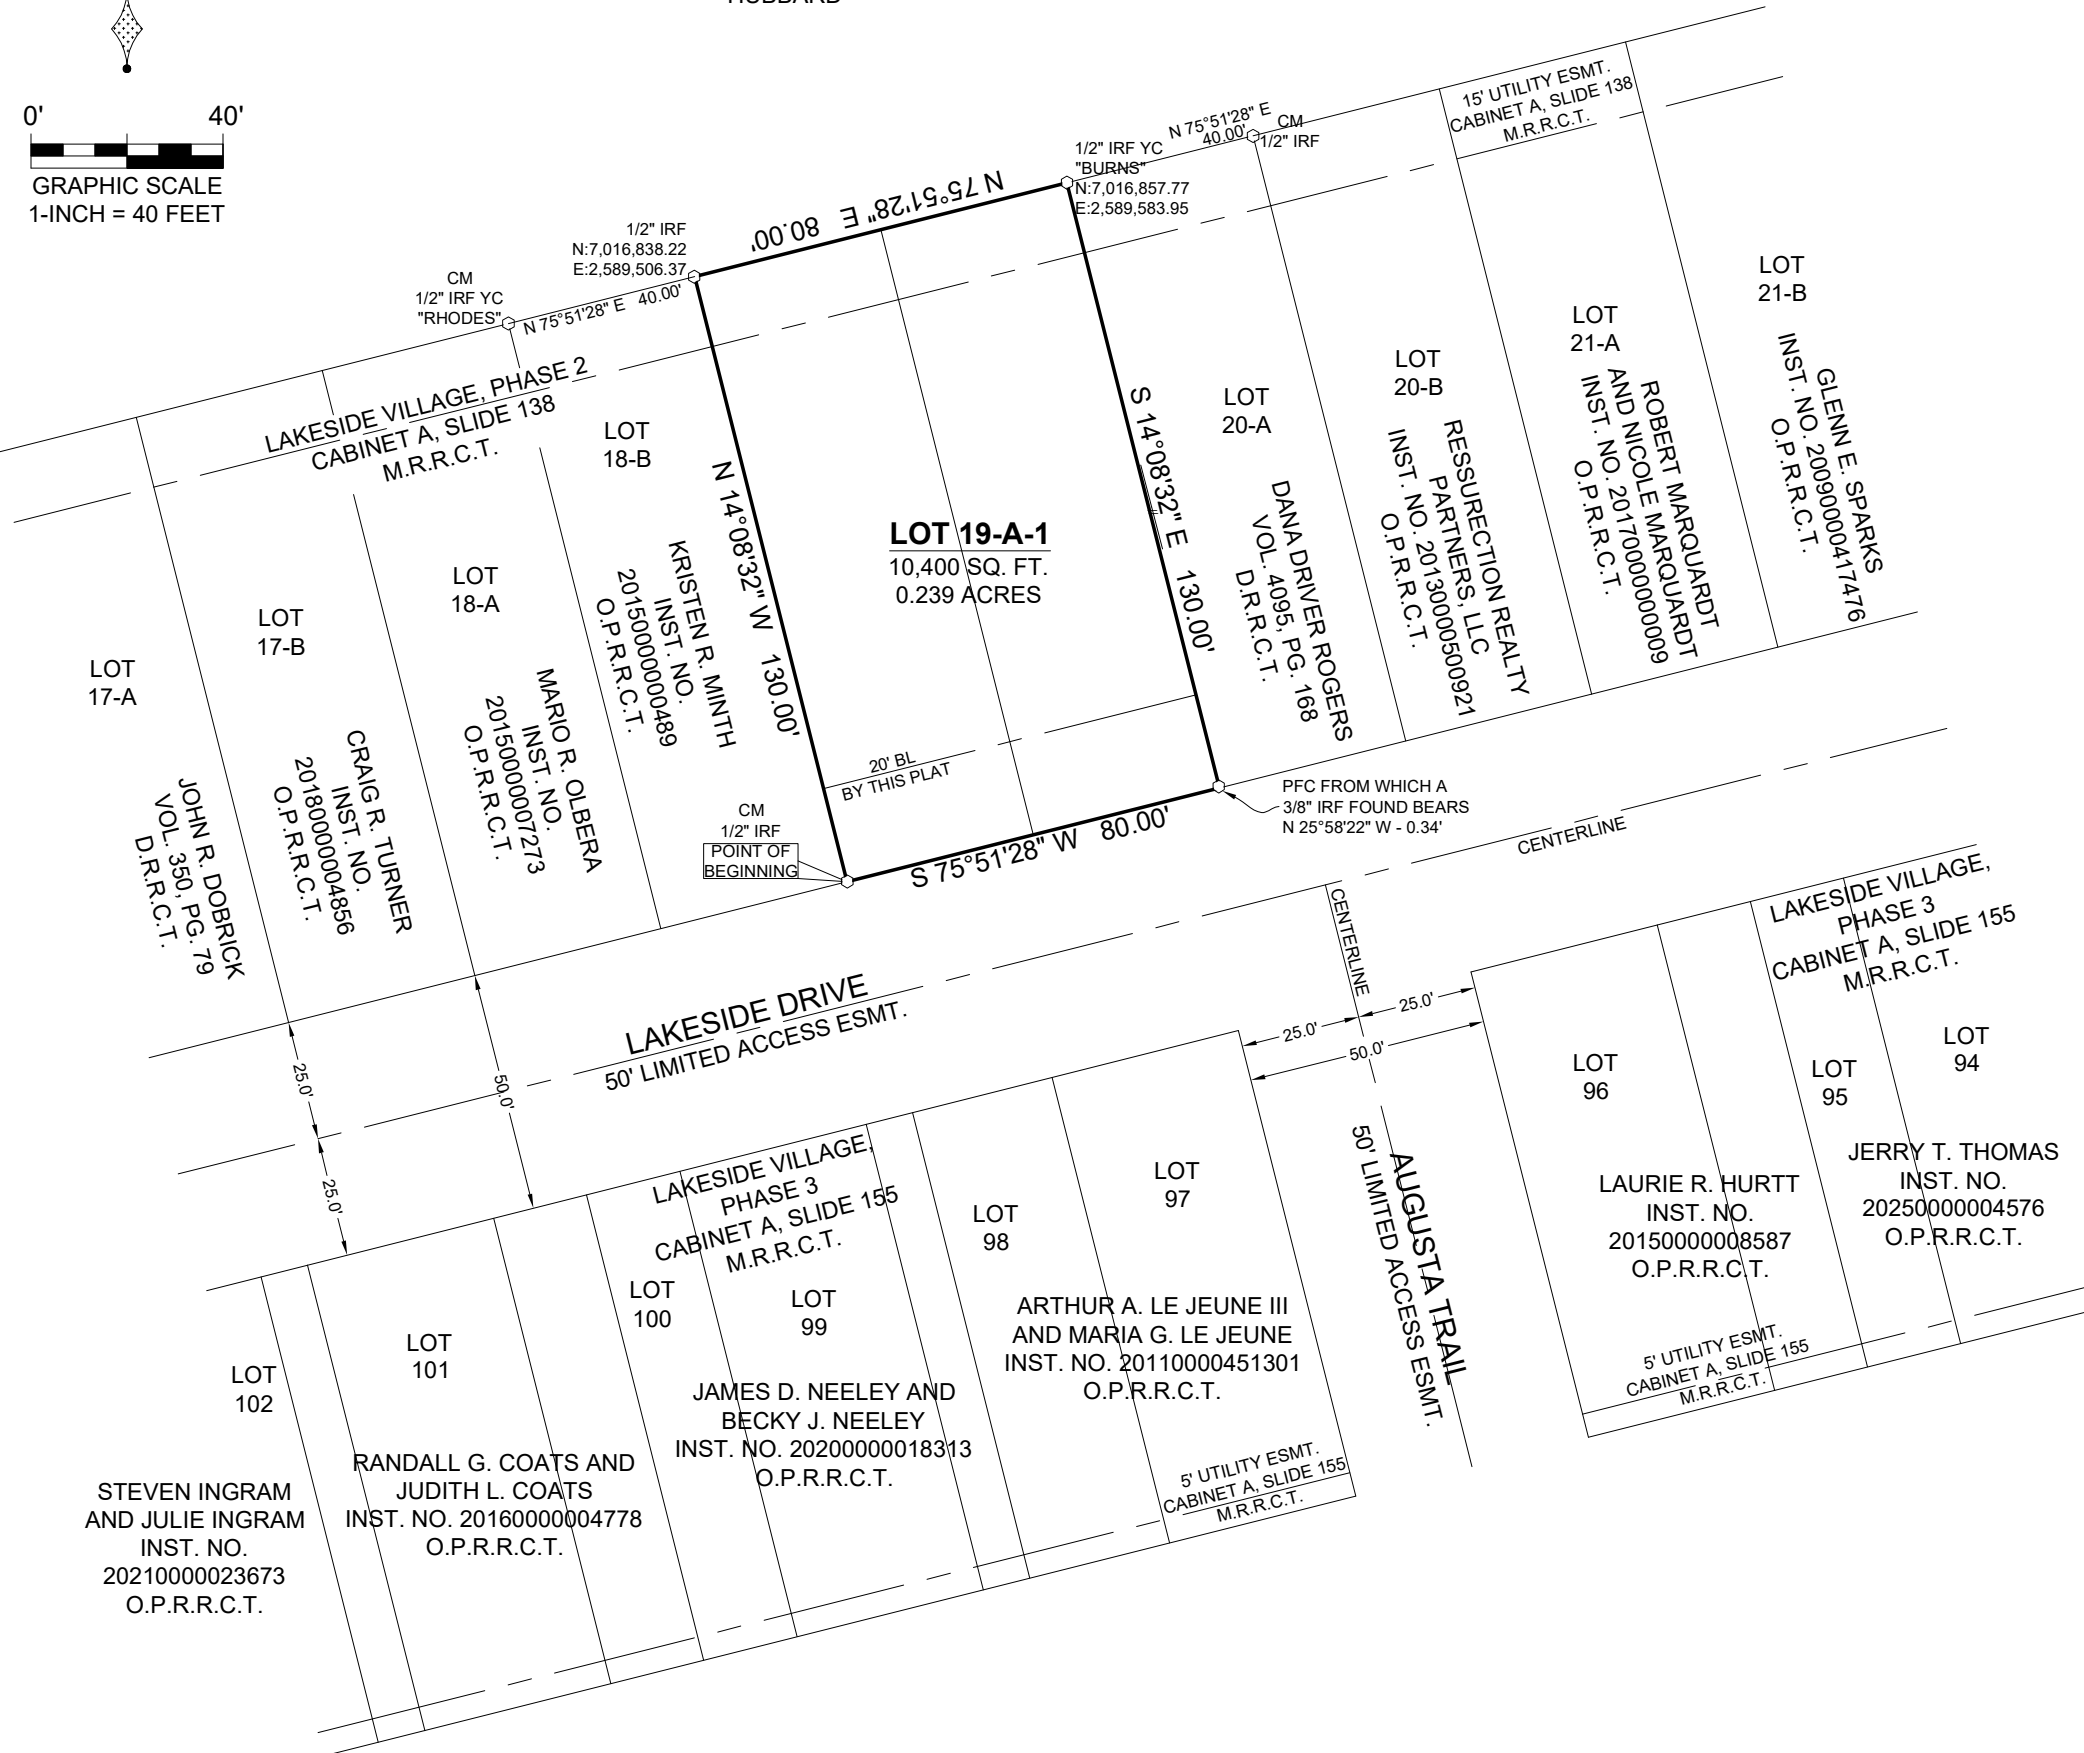 HUBBARD
0' 40'
GRAPHIC SCALE
1-INCH = 40 FEET
15' UTILITY ESMT.
CABINET A, SLIDE 138
M.R.R.C.T.
N 75°51'28" E
40.00'
CM
1/2" IRF
1/2" IRF YC
"BURNS"
N:7,016,857.77
E:2,589,583.95
N 75°51'28" E 80.00'
1/2" IRF
N:7,016,838.22
E:2,589,506.37
CM
1/2" IRF YC
"RHODES"
N 75°51'28" E 40.00'
LAKESIDE VILLAGE, PHASE 2
CABINET A, SLIDE 138
M.R.R.C.T.
LOT
17-A
JOHN R. DOBRICK
VOL. 350, PG. 79
D.R.R.C.T.
LOT
17-B
CRAIG R. TURNER
INST. NO.
20180000004856
O.P.R.R.C.T.
LOT
18-A
MARIO R. OLBERA
INST. NO.
20150000007273
O.P.R.R.C.T.
LOT
18-B
KRISTEN R. MINTH
INST. NO.
20150000000489
O.P.R.R.C.T.
N 14°08'32" W 130.00'
LOT 19-A-1
10,400 SQ. FT.
0.239 ACRES
S 14°08'32" E 130.00'
20' BL
BY THIS PLAT
LOT
20-A
DANA DRIVER ROGERS
VOL. 4095, PG. 168
D.R.R.C.T.
LOT
20-B
RESSURECTION REALTY
PARTNERS, LLC
INST. NO. 20130000500921
O.P.R.R.C.T.
LOT
21-A
ROBERT MARQUARDT
AND NICOLE MARQUARDT
INST. NO. 20170000000009
O.P.R.R.C.T.
LOT
21-B
GLENN E. SPARKS
INST. NO. 20090000417476
O.P.R.R.C.T.
CM
1/2" IRF
POINT OF
BEGINNING
S 75°51'28" W 80.00'
PFC FROM WHICH A
3/8" IRF FOUND BEARS
N 25°58'22" W - 0.34'
CENTERLINE
CENTERLINE
LAKESIDE DRIVE
50' LIMITED ACCESS ESMT.
25.0'
25.0'
50.0'
25.0'
25.0'
50.0'
AUGUSTA TRAIL
50' LIMITED ACCESS ESMT.
LAKESIDE VILLAGE,
PHASE 3
CABINET A, SLIDE 155
M.R.R.C.T.
LOT
94
LOT
95
LOT
96
JERRY T. THOMAS
INST. NO.
20250000004576
O.P.R.R.C.T.
LAURIE R. HURTT
INST. NO.
20150000008587
O.P.R.R.C.T.
5' UTILITY ESMT.
CABINET A, SLIDE 155
M.R.R.C.T.
LAKESIDE VILLAGE,
PHASE 3
CABINET A, SLIDE 155
M.R.R.C.T.
LOT
97
LOT
98
ARTHUR A. LE JEUNE III
AND MARIA G. LE JEUNE
INST. NO. 20110000451301
O.P.R.R.C.T.
5' UTILITY ESMT.
CABINET A, SLIDE 155
M.R.R.C.T.
LOT
99
LOT
100
JAMES D. NEELEY AND
BECKY J. NEELEY
INST. NO. 20200000018313
O.P.R.R.C.T.
LOT
101
RANDALL G. COATS AND
JUDITH L. COATS
INST. NO. 20160000004778
O.P.R.R.C.T.
LOT
102
STEVEN INGRAM
AND JULIE INGRAM
INST. NO.
20210000023673
O.P.R.R.C.T.